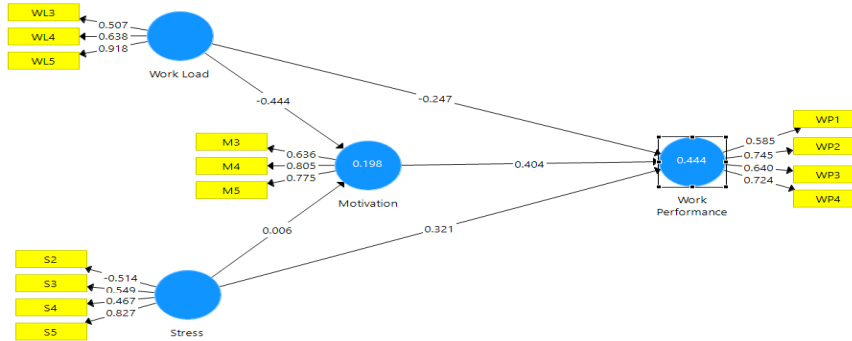 WL3
0.507
WL4
0.638
WL5
0.918
Work Load
-0.444
-0.247
M3
0.636
M4
0.805
M5
0.775
0.198
Motivation
0.404
0.444
Work
Performance
0.585
WP1
0.745
WP2
0.640
WP3
0.724
WP4
0.006
0.321
S2
-0.514
S3
0.549
S4
0.467
S5
0.827
Stress